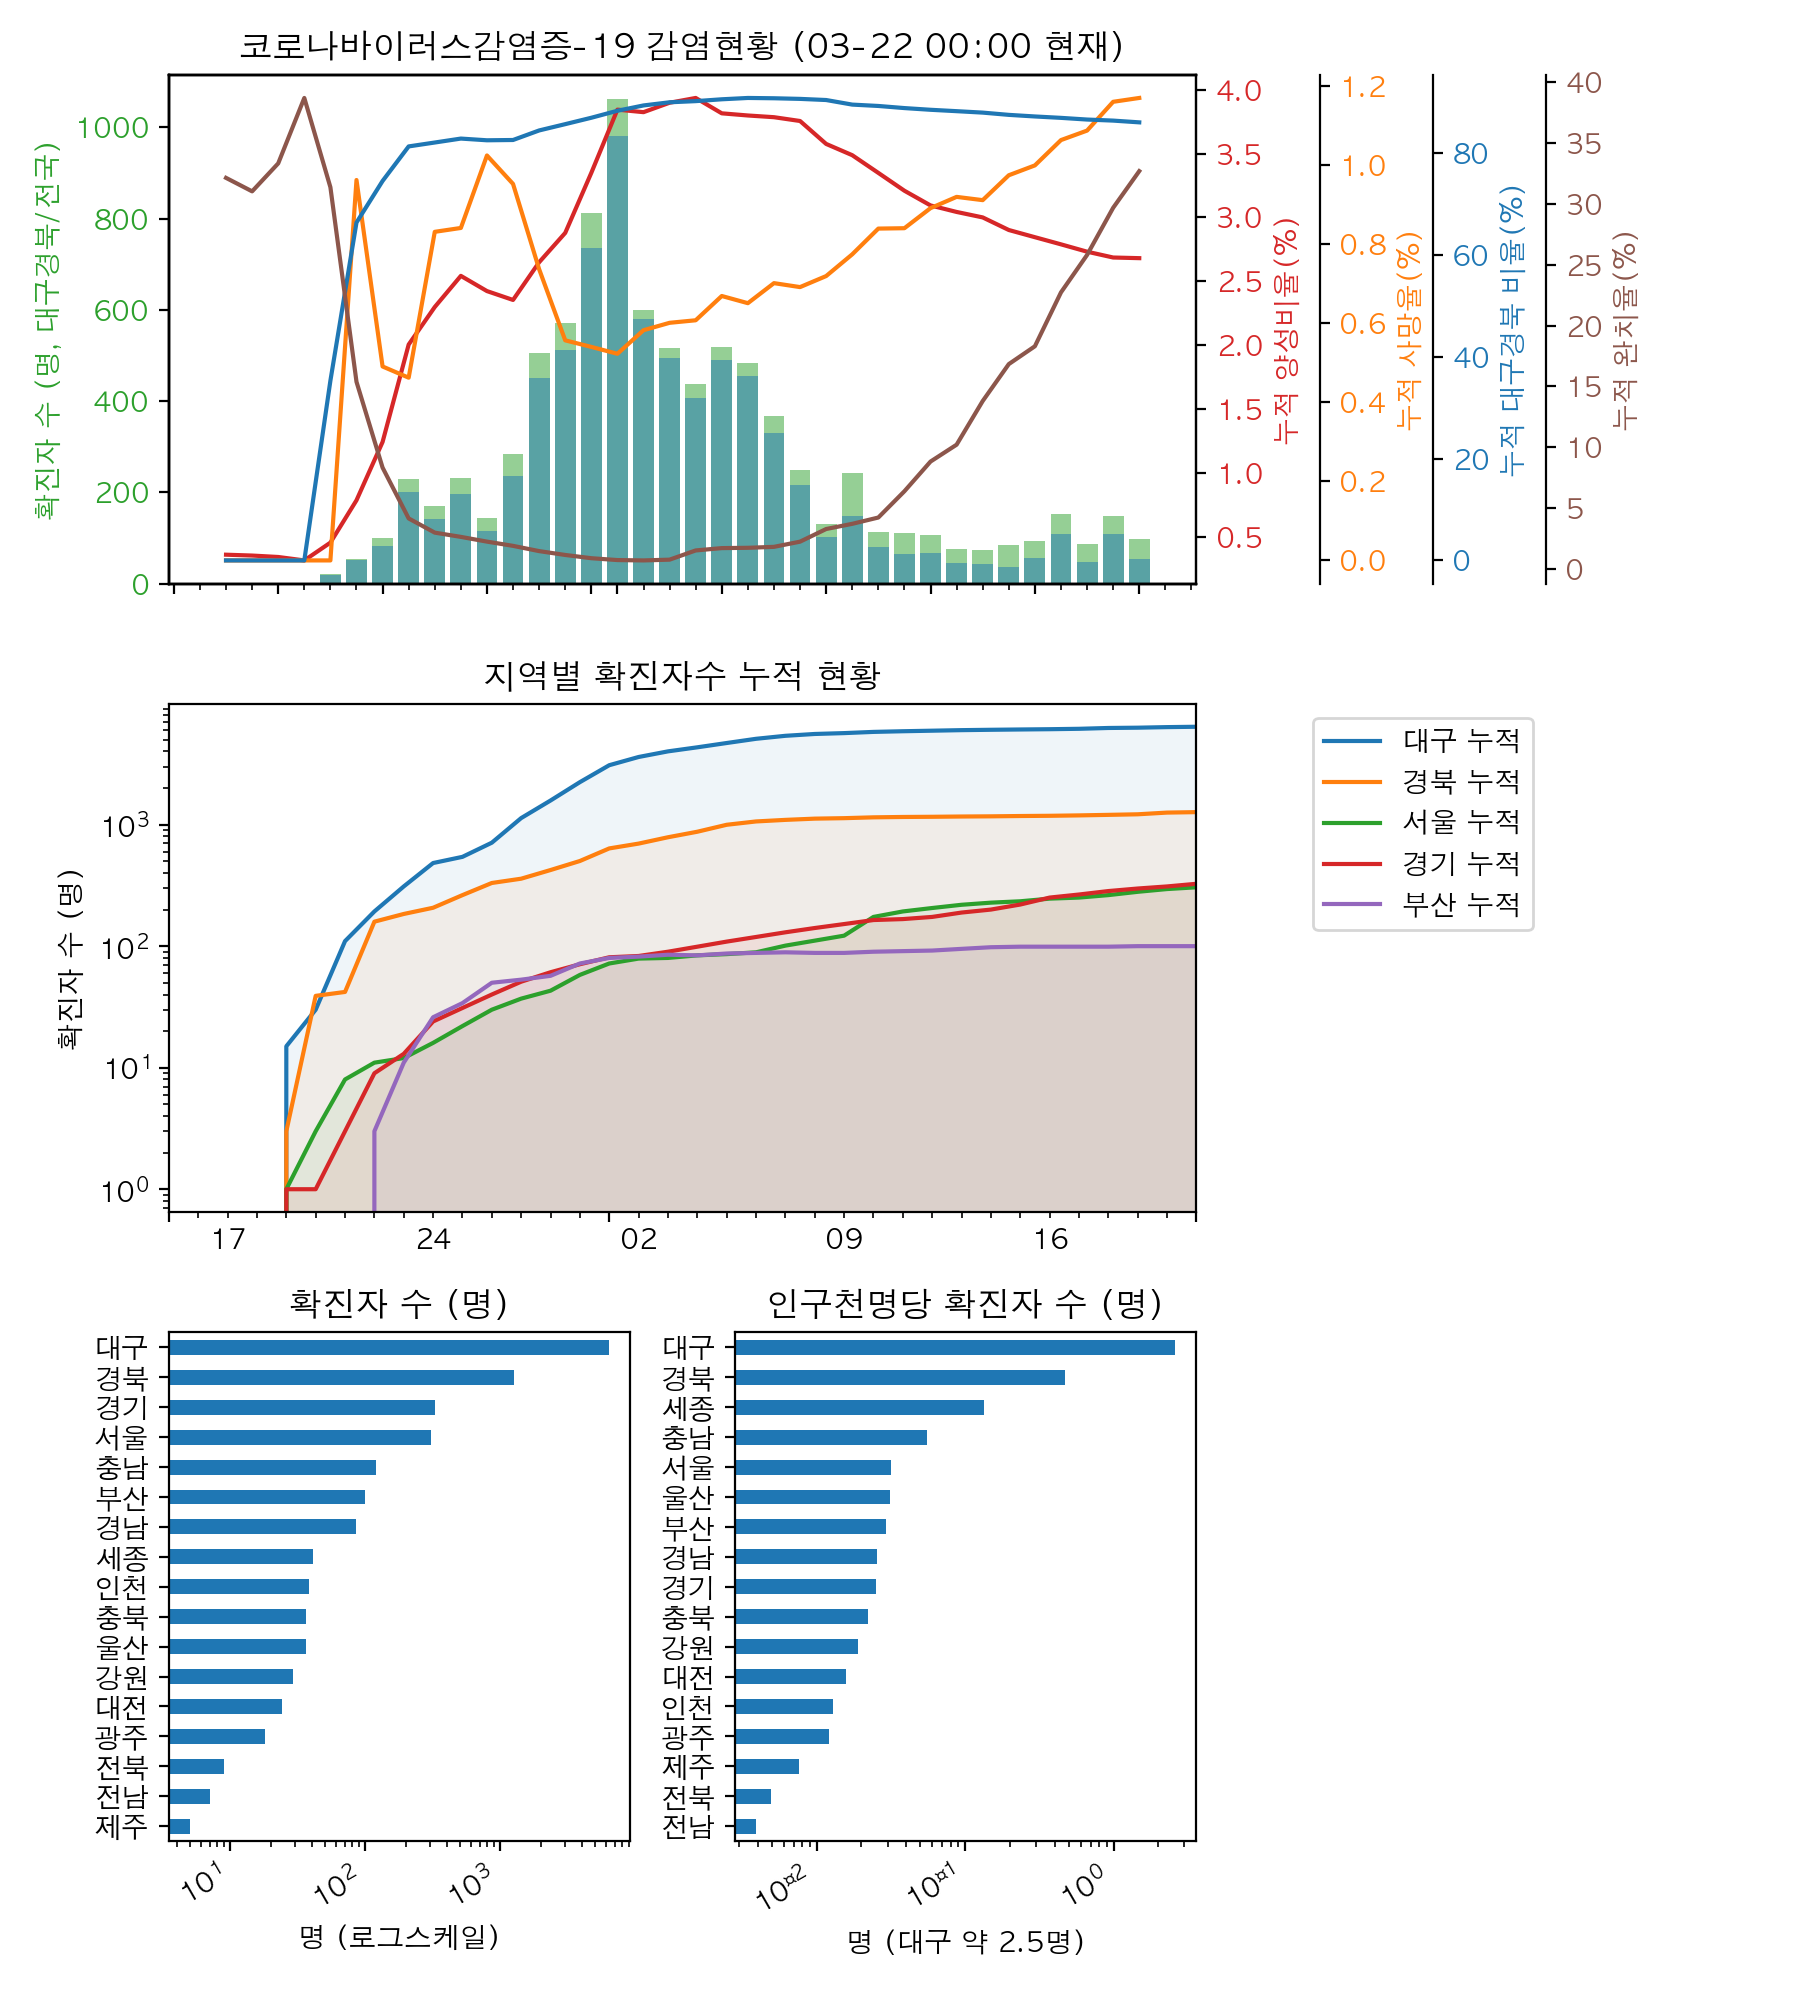 코로나바이러스감염증-19 감염현황 (03-22 00:00 현재)
확진자 수 (명, 대구경북/전국)
1000
800
600
400
200
0
4.0
3.5
3.0
2.5
2.0
1.5
1.0
0.5
누적 양성비율(%)
1.2
1.0
0.8
0.6
0.4
0.2
0.0
누적 사망율(%)
80
60
40
20
0
누적 대구경북 비율(%)
40
35
30
25
20
15
10
5
0
누적 완치율(%)
지역별 확진자수 누적 현황
확진자 수 (명)
10³
10²
10¹
10⁰
17 24 02 09 16
대구 누적
경북 누적
서울 누적
경기 누적
부산 누적
확진자 수 (명)
대구
경북
경기
서울
충남
부산
경남
세종
인천
충북
울산
강원
대전
광주
전북
전남
제주
10¹ 10² 10³
명 (로그스케일)
인구천명당 확진자 수 (명)
대구
경북
세종
충남
서울
울산
부산
경남
경기
충북
강원
대전
인천
광주
제주
전북
전남
10¤2 10¤1 10⁰
명 (대구 약 2.5명)